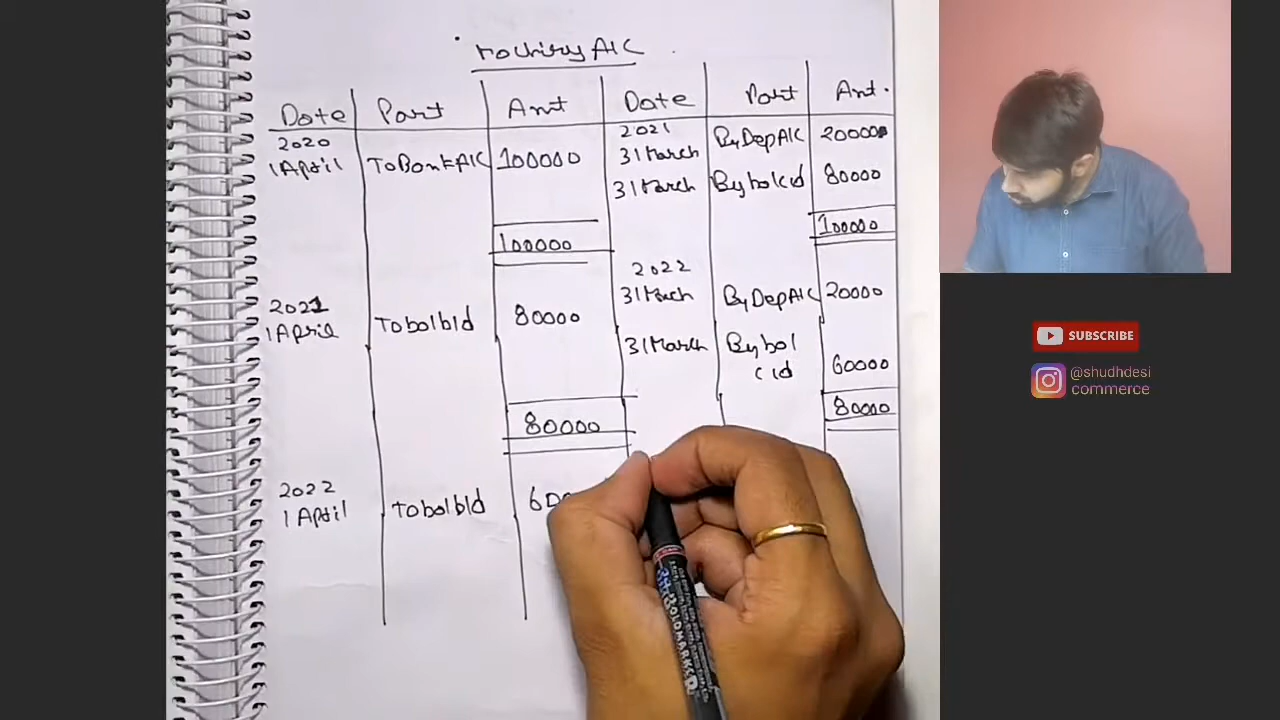 Machinery A/C
Date Part Amt Date Part Amt.
2020 2021
1 April To Bank A/C 100000 31 March By Dep A/C 20000
31 March By bal c/d 80000
100000 100000
2022
2021 31 March By Dep A/C 20000
1 April To bal b/d 80000
31 March By bal
c/d 60000
80000 80000
2022
1 April To bal b/d
SUBSCRIBE
@shudhdesi
commerce